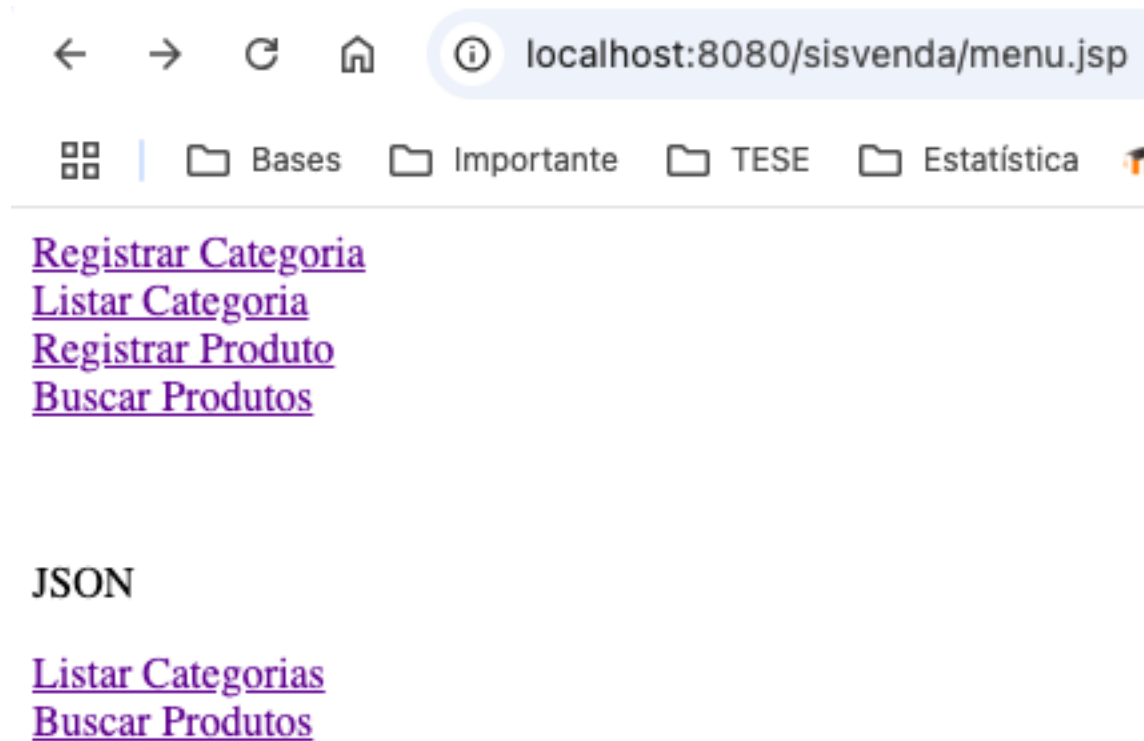 localhost:8080/sisvenda/menu.jsp
Bases Importante TESE Estatística
Registrar Categoria
Listar Categoria
Registrar Produto
Buscar Produtos
JSON
Listar Categorias
Buscar Produtos